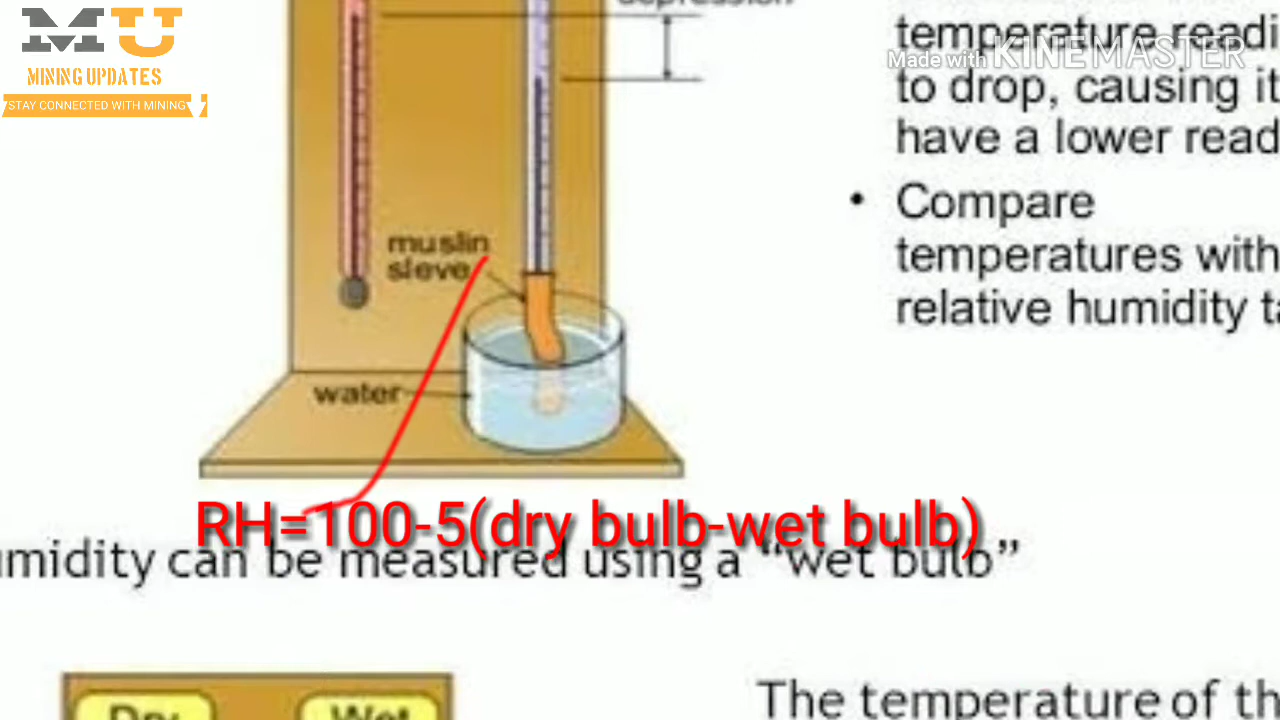 MU
MINING UPDATES
STAY CONNECTED WITH MINING
depression
temperature readi
Made with KINEMASTER
to drop, causing it
have a lower read
muslin
sleve
• Compare
temperatures with
relative humidity ta
water
RH=100-5(dry bulb-wet bulb)
umidity can be measured using a “wet bulb”
Dry
Wet
The temperature of th